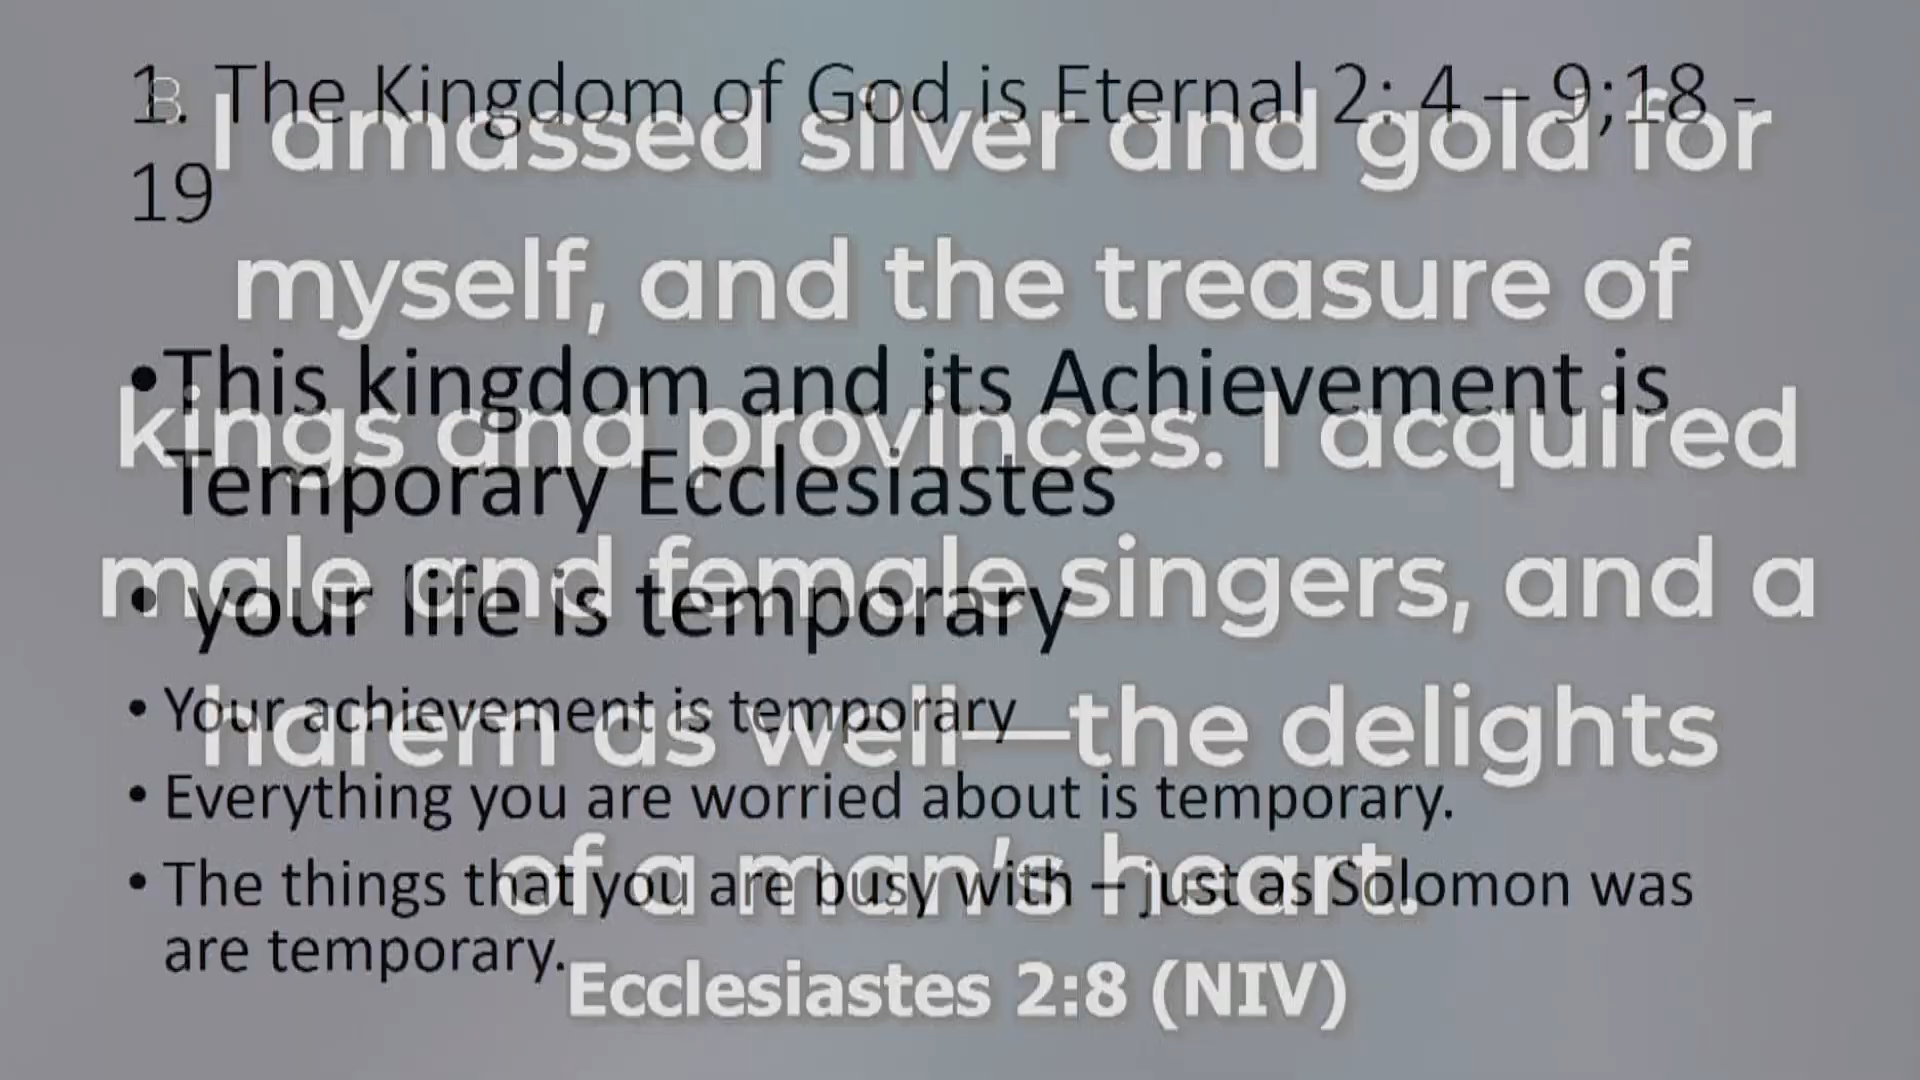 1. The Kingdom of God is Eternal 2: 4 – 9;18 -
19
•This kingdom and its Achievement is
Temporary Ecclesiastes
• your life is temporary
• Your achievement is temporary
• Everything you are worried about is temporary.
• The things that you are busy with – just as Solomon was
are temporary.
8. I amassed silver and gold for
myself, and the treasure of
kings and provinces. I acquired
male and female singers, and a
harem as well—the delights
of a man’s heart.
Ecclesiastes 2:8 (NIV)